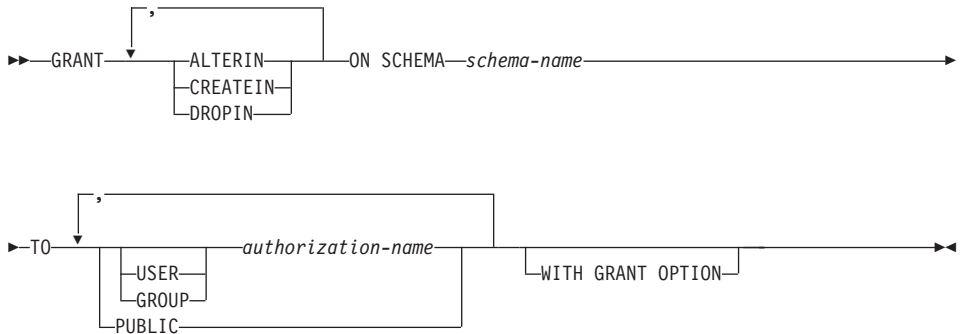 ,
GRANT ALTERIN ON SCHEMA schema-name
CREATEIN
DROPIN
,
TO authorization-name
USER
WITH GRANT OPTION
GROUP
PUBLIC